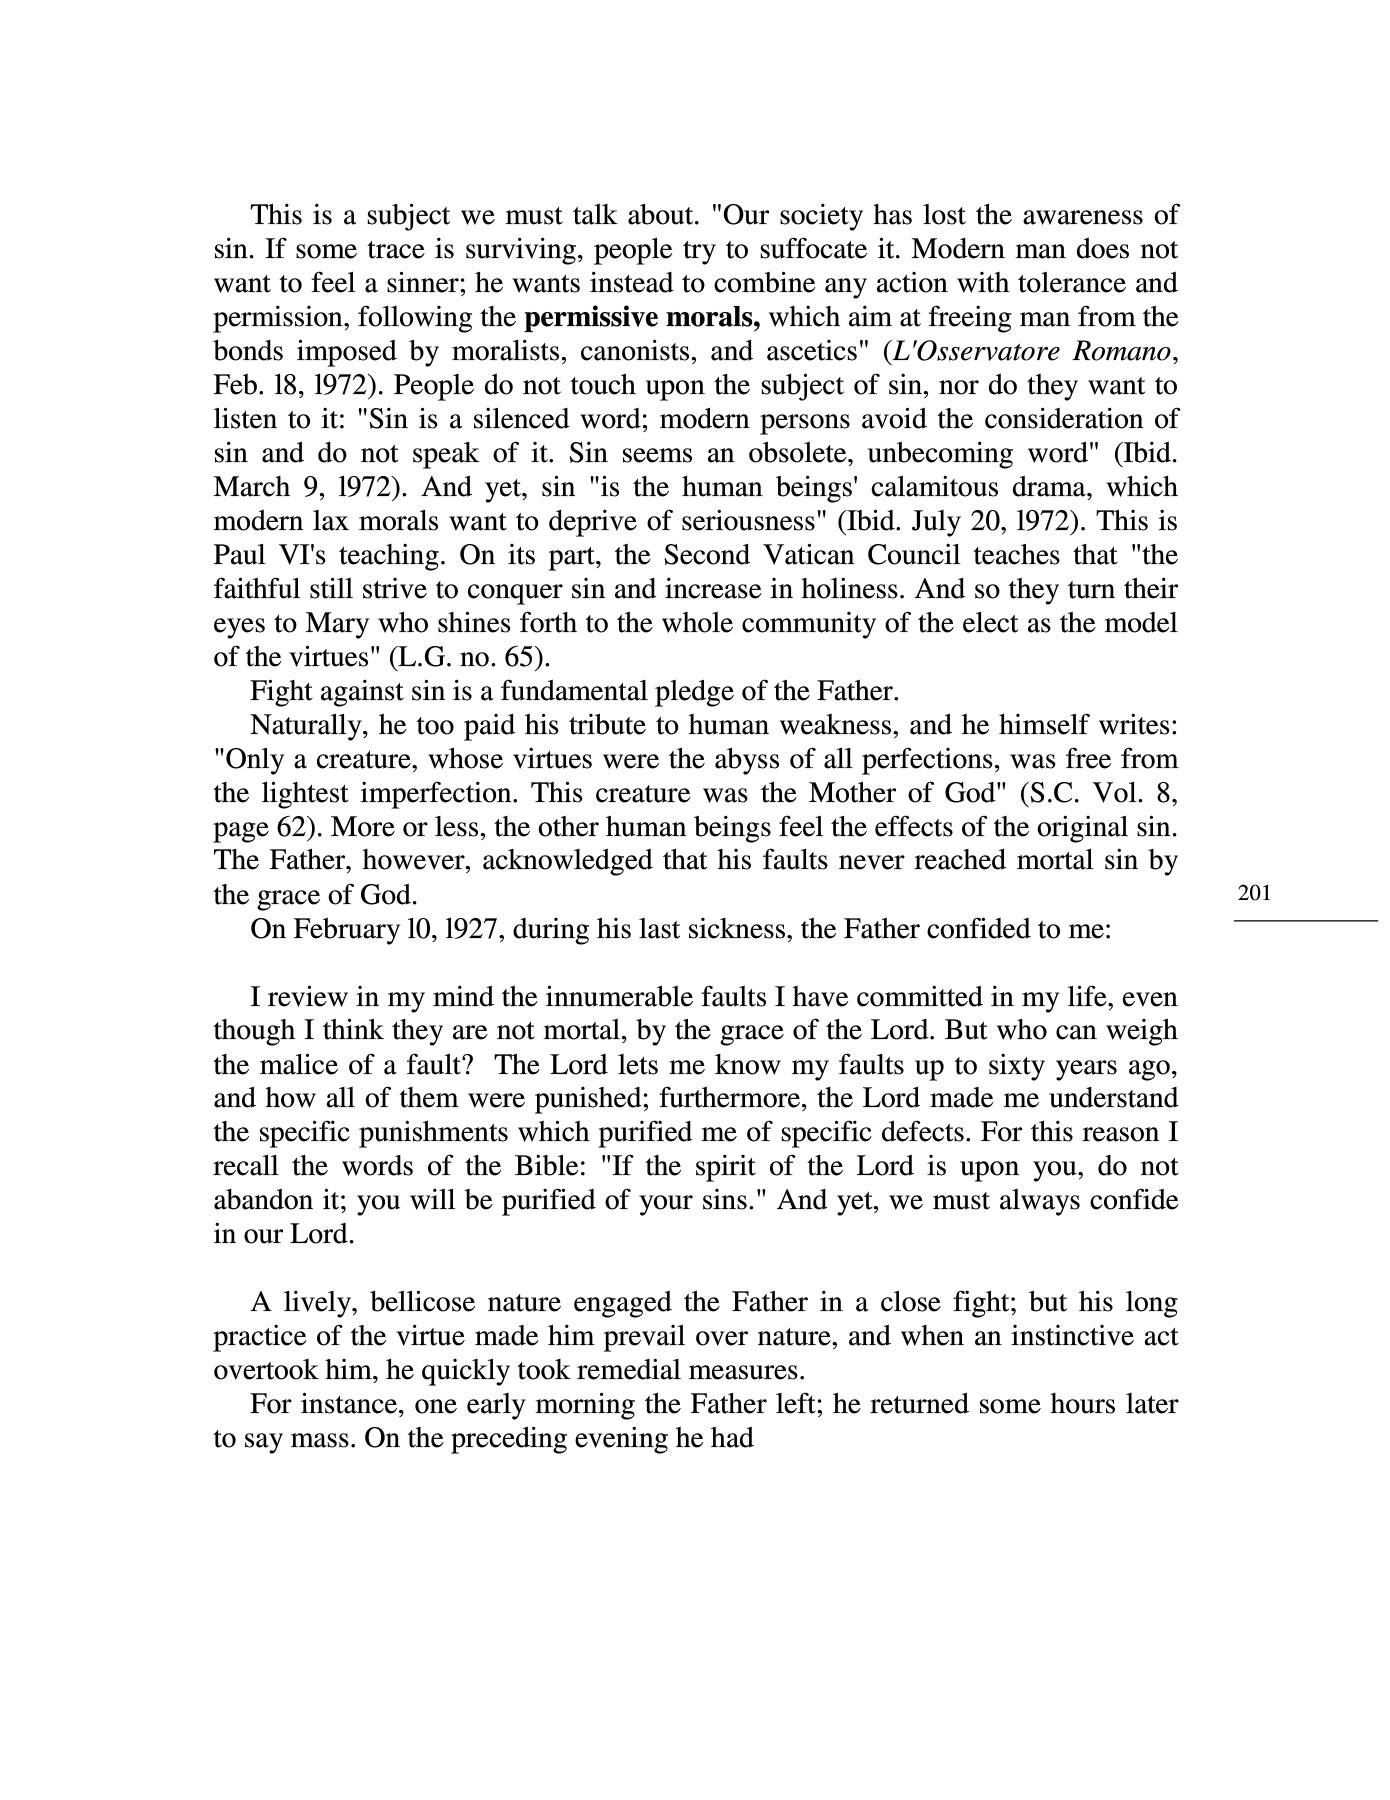 This is a subject we must talk about. "Our society has lost the awareness of
sin. If some trace is surviving, people try to suffocate it. Modern man does not
want to feel a sinner; he wants instead to combine any action with tolerance and
permission, following the permissive morals, which aim at freeing man from the
bonds imposed by moralists, canonists, and ascetics" (L'Osservatore Romano,
Feb. 18, 1972). People do not touch upon the subject of sin, nor do they want to
listen to it: "Sin is a silenced word; modern persons avoid the consideration of
sin and do not speak of it. Sin seems an obsolete, unbecoming word" (Ibid.
March 9, 1972). And yet, sin "is the human beings' calamitous drama, which
modern lax morals want to deprive of seriousness" (Ibid. July 20, 1972). This is
Paul VI's teaching. On its part, the Second Vatican Council teaches that "the
faithful still strive to conquer sin and increase in holiness. And so they turn their
eyes to Mary who shines forth to the whole community of the elect as the model
of the virtues" (L.G. no. 65).
Fight against sin is a fundamental pledge of the Father.
Naturally, he too paid his tribute to human weakness, and he himself writes:
"Only a creature, whose virtues were the abyss of all perfections, was free from
the lightest imperfection. This creature was the Mother of God" (S.C. Vol. 8,
page 62). More or less, the other human beings feel the effects of the original sin.
The Father, however, acknowledged that his faults never reached mortal sin by
the grace of God.
201
On February 10, 1927, during his last sickness, the Father confided to me:
I review in my mind the innumerable faults I have committed in my life, even
though I think they are not mortal, by the grace of the Lord. But who can weigh
the malice of a fault?  The Lord lets me know my faults up to sixty years ago,
and how all of them were punished; furthermore, the Lord made me understand
the specific punishments which purified me of specific defects. For this reason I
recall the words of the Bible: "If the spirit of the Lord is upon you, do not
abandon it; you will be purified of your sins." And yet, we must always confide
in our Lord.
A lively, bellicose nature engaged the Father in a close fight; but his long
practice of the virtue made him prevail over nature, and when an instinctive act
overtook him, he quickly took remedial measures.
For instance, one early morning the Father left; he returned some hours later
to say mass. On the preceding evening he had